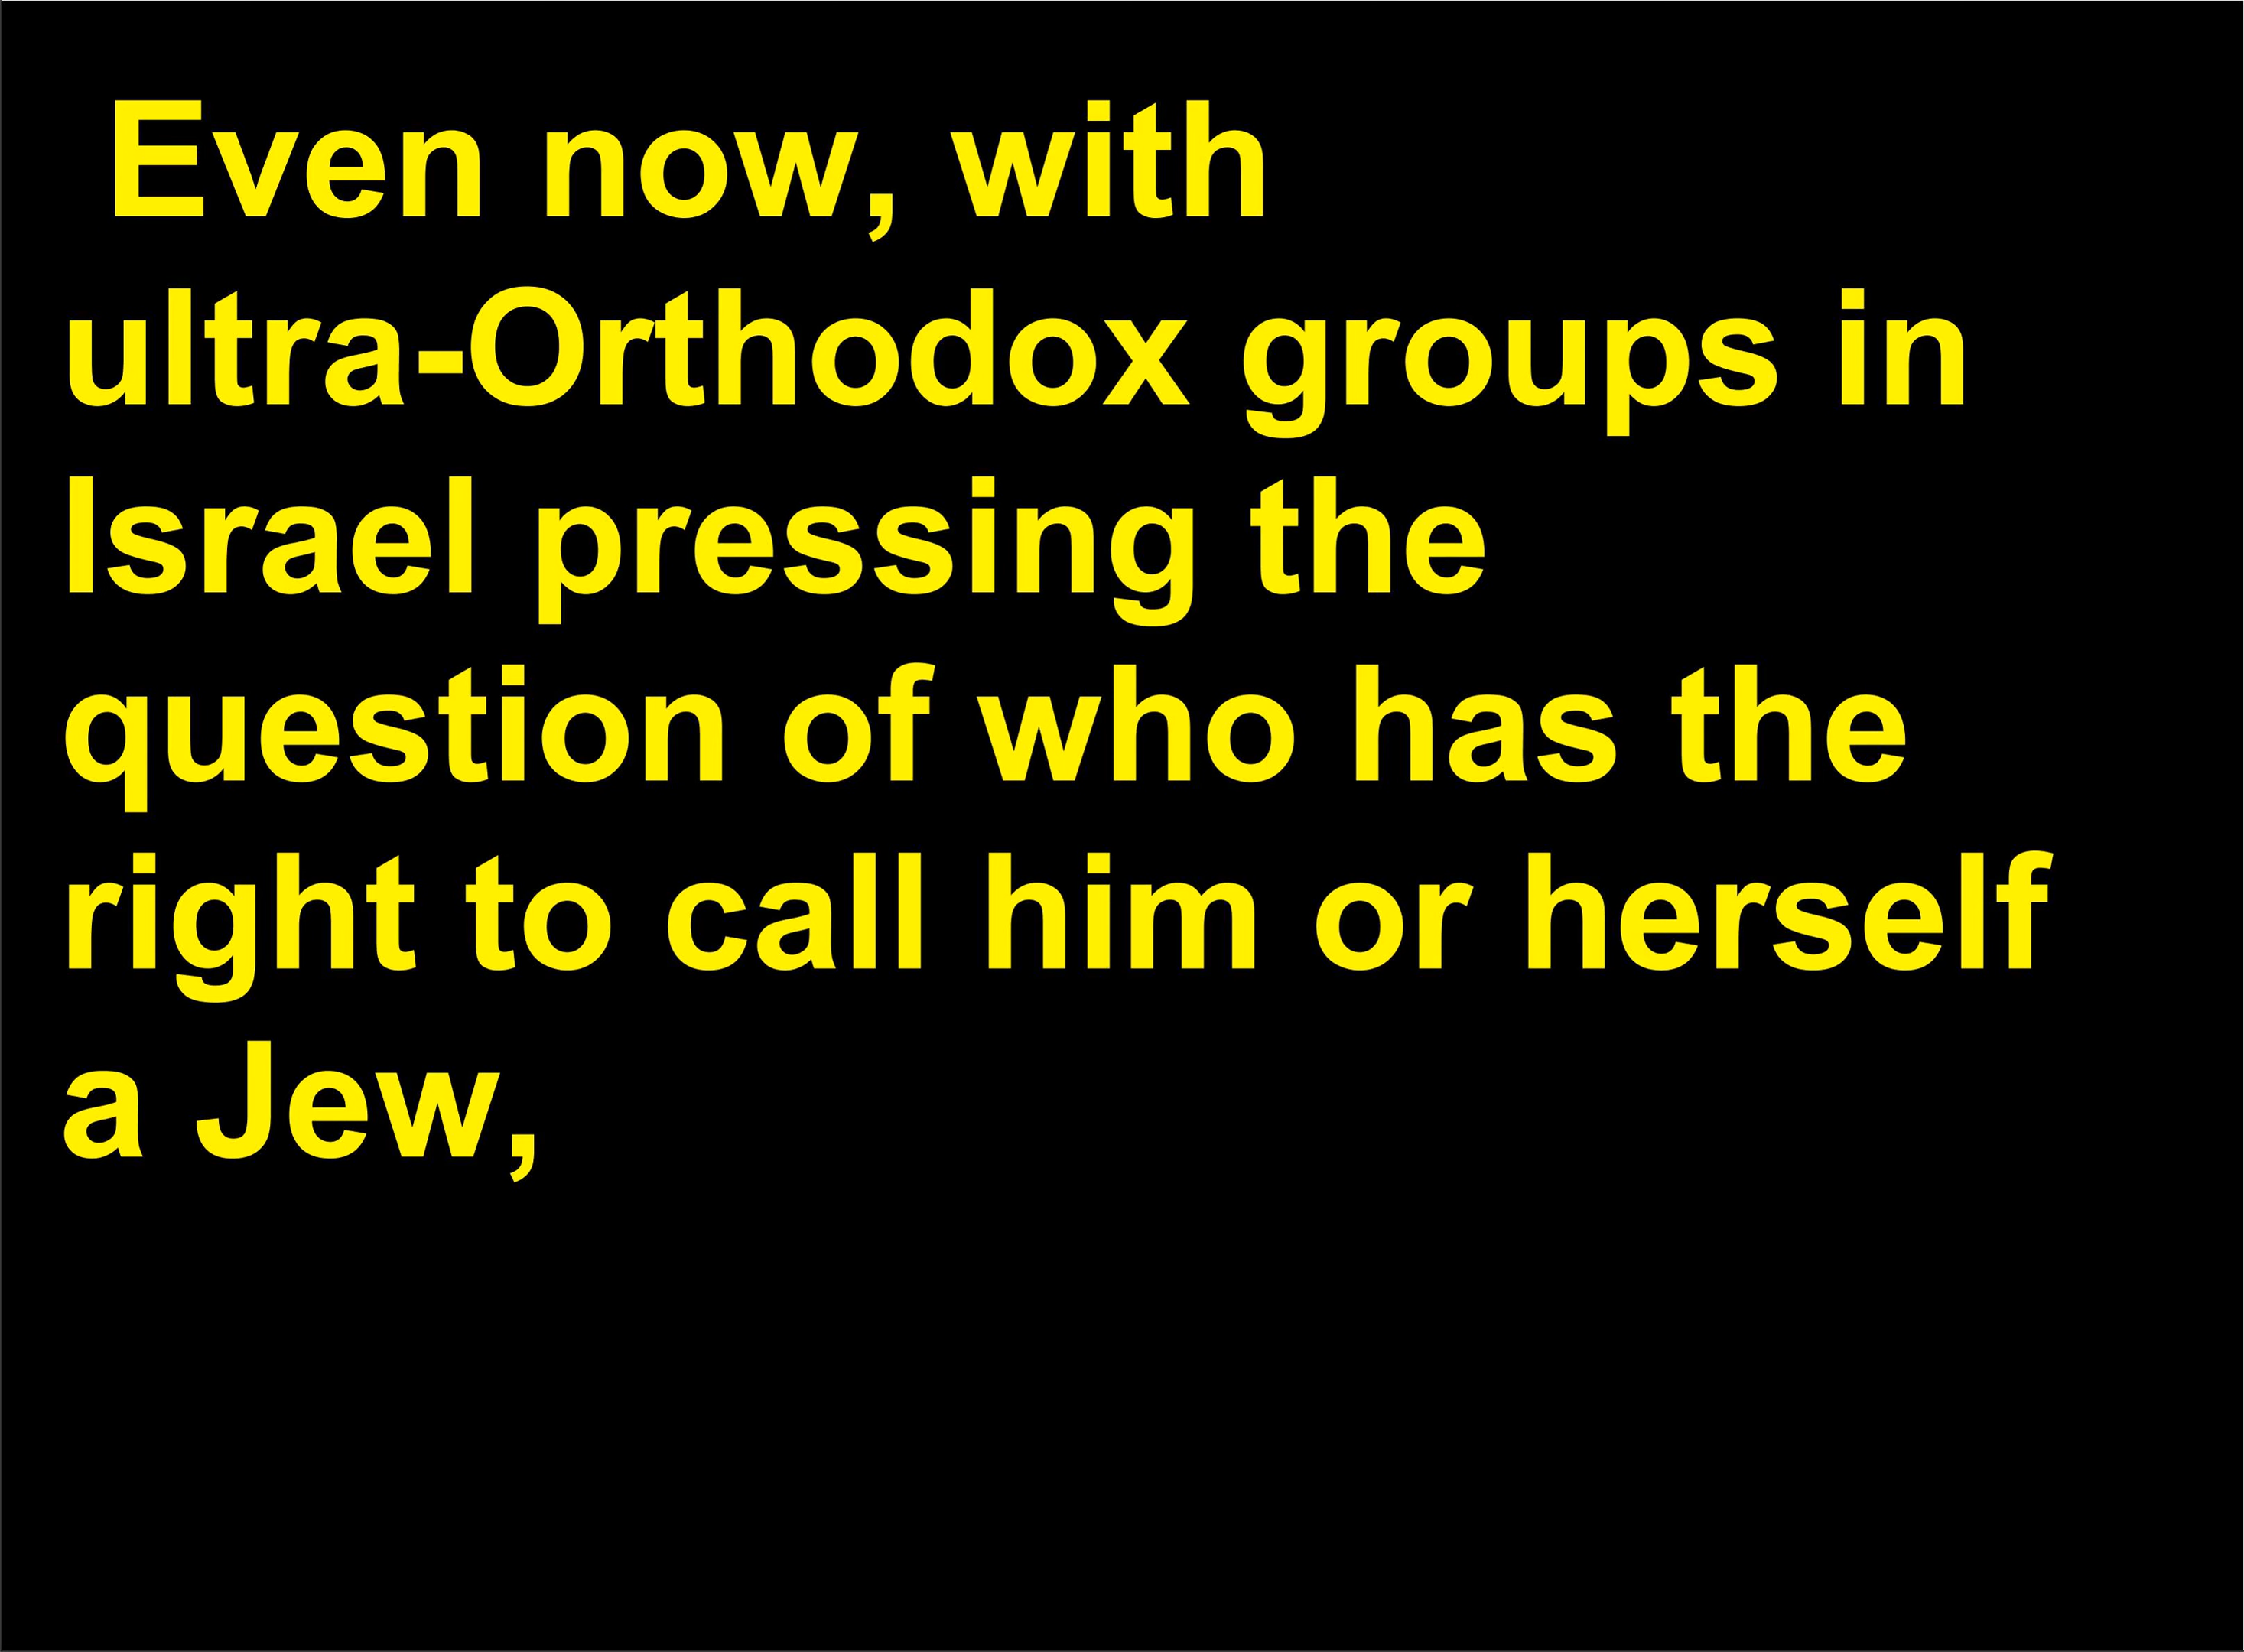 Even now, with
ultra-Orthodox groups in
Israel pressing the
question of who has the
right to call him or herself
a Jew,